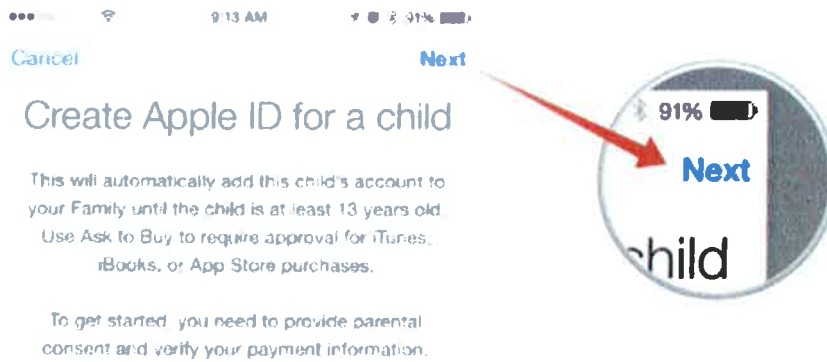 9:13 AM
91%
Cancel
Next
Create Apple ID for a child
This will automatically add this child's account to
your Family until the child is at least 13 years old.
Use Ask to Buy to require approval for iTunes,
iBooks, or App Store purchases.
To get started, you need to provide parental
consent and verify your payment information.
91%
Next
child